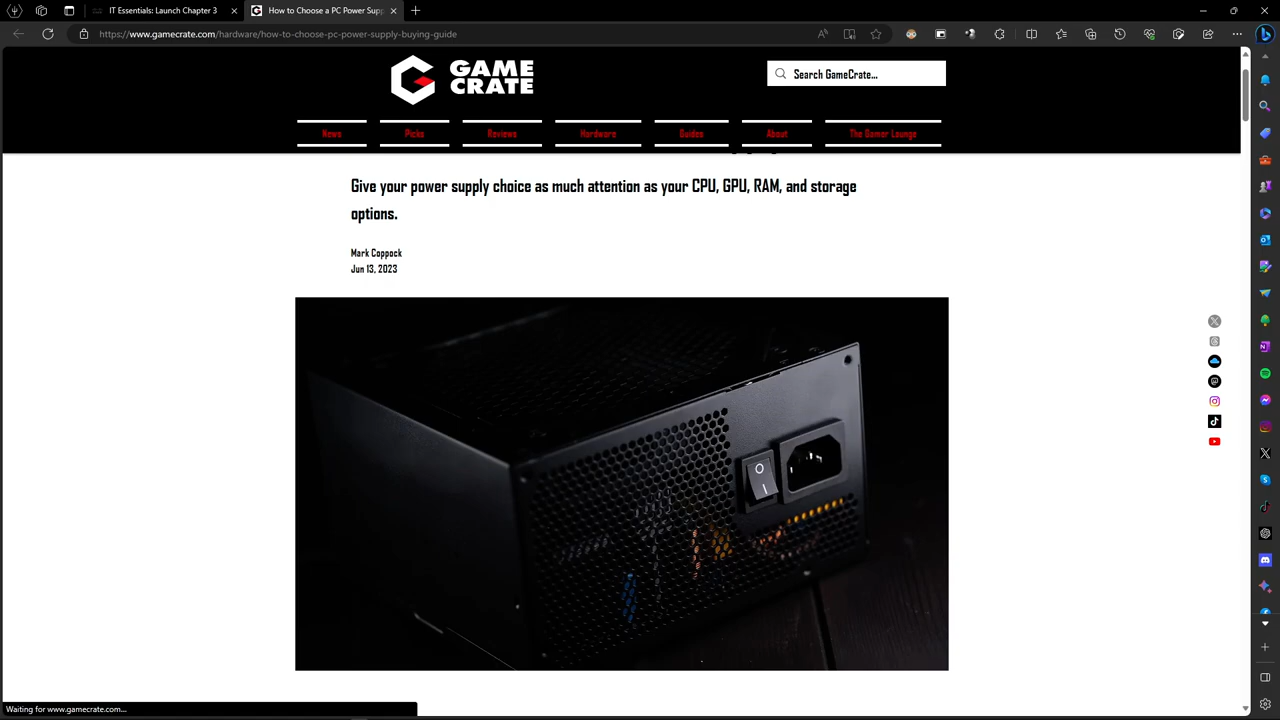 IT Essentials: Launch Chapter 3
How to Choose a PC Power Supp
https://www.gamecrate.com/hardware/how-to-choose-pc-power-supply-buying-guide
GAME
CRATE
Search GameCrate...
News
Picks
Reviews
Hardware
Guides
About
The Gamer Lounge
Give your power supply choice as much attention as your CPU, GPU, RAM, and storage
options.
Mark Coppock
Jun 13, 2023
Waiting for www.gamecrate.com...